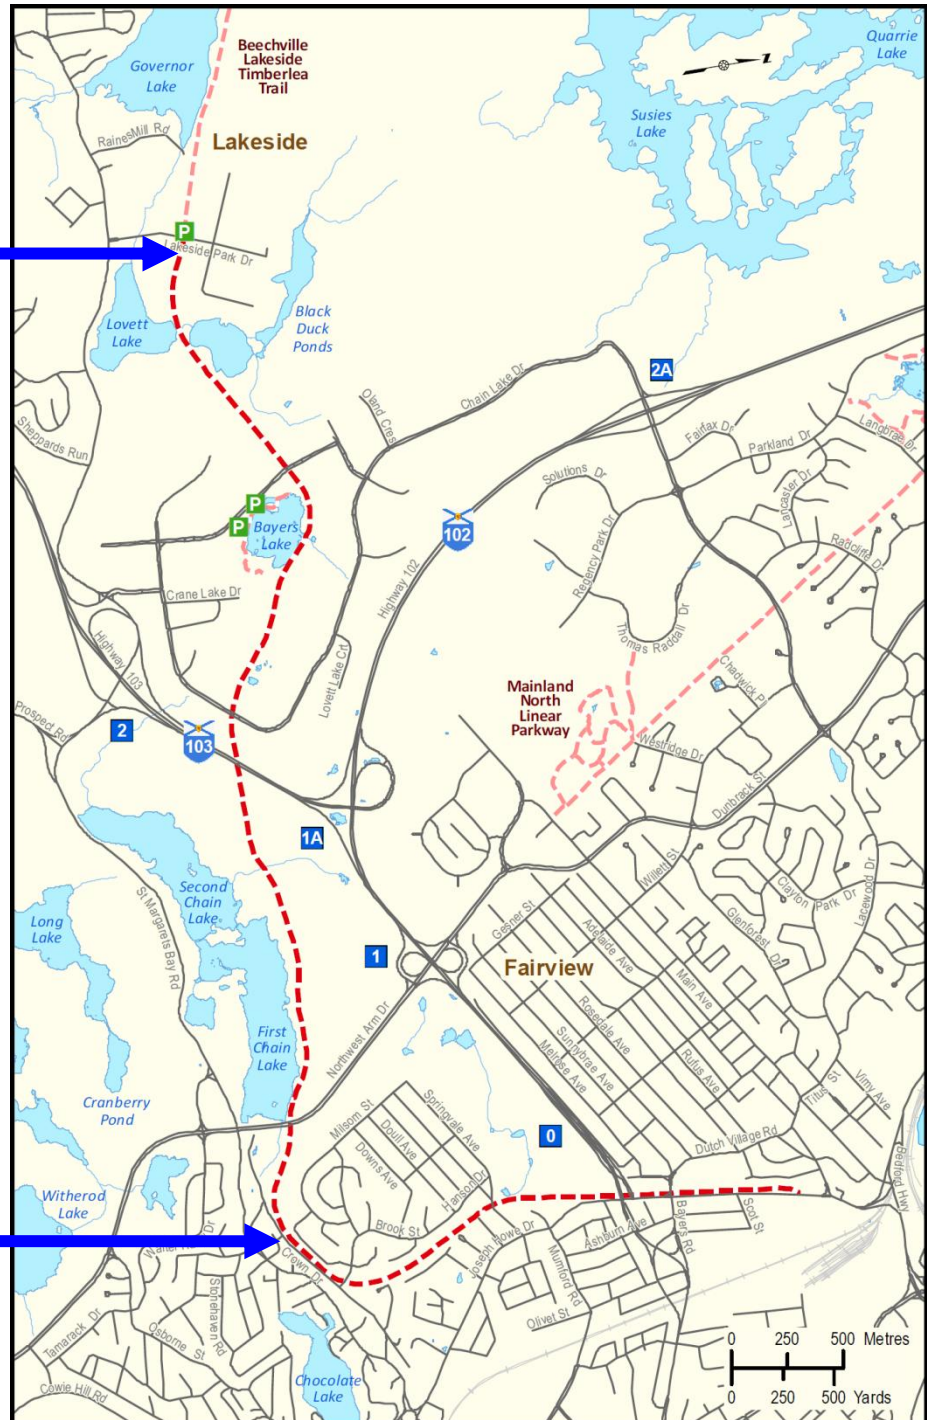 Governor
Lake
Beechville
Lakeside
Timberlea
Trail
Quarrie
Lake
Susies
Lake
RainesMill Rd
Lakeside
P
Lakeside Park Dr
Lovett
Lake
Black
Duck
Ponds
2A
Chain Lake Dr
Oland Cres
Sheppards Run
Fairfax Dr
Parkland Dr
Langbrae Dr
Solutions Dr
Lancaster Dr
P
P
Bayers
Lake
102
Highway 102
Regency Park Dr
Radcliffe Dr
Crane Lake Dr
Thomas Raddall Dr
Highway 103
Lovett Lake Crt
Mainland
North
Linear
Parkway
Chadwick Pl
Prospect Rd
2
103
Westridge Dr
Dunbrack St
1A
Second
Chain
Lake
Willett St
Clayton Park Dr
Lacewood Dr
Long
Lake
St Margarets Bay Rd
Gesner St
Adelaide Ave
Glenforest Dr
1
Fairview
Main Ave
First
Chain
Lake
Northwest Arm Dr
Rosedale Ave
Sunnybrae Ave
Melrose Ave
Rufus Ave
Titus St
Vimy Ave
Cranberry
Pond
Milsom St
Doull Ave
Downs Ave
Springvale Ave
0
Dutch Village Rd
Bedford Hwy
Witherod
Lake
Hanson Dr
Brook St
Joseph Howe Dr
Ashburn Ave
Bayers Rd
Scot St
Crown Dr
Mumford Rd
Stonehaven Rd
Olivet St
Tamarack Dr
Osborne St
Cowie Hill Rd
Chocolate
Lake
0 250 500 Metres
0 250 500 Yards